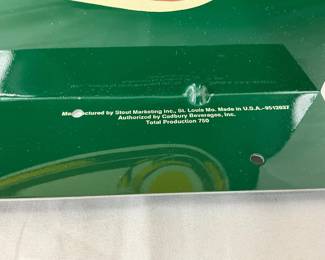 Manufactured by Stout Marketing Inc., St. Louis Mo. Made in U.S.A.-9512037
Authorized by Cadbury Beverages, Inc.
Total Production 750